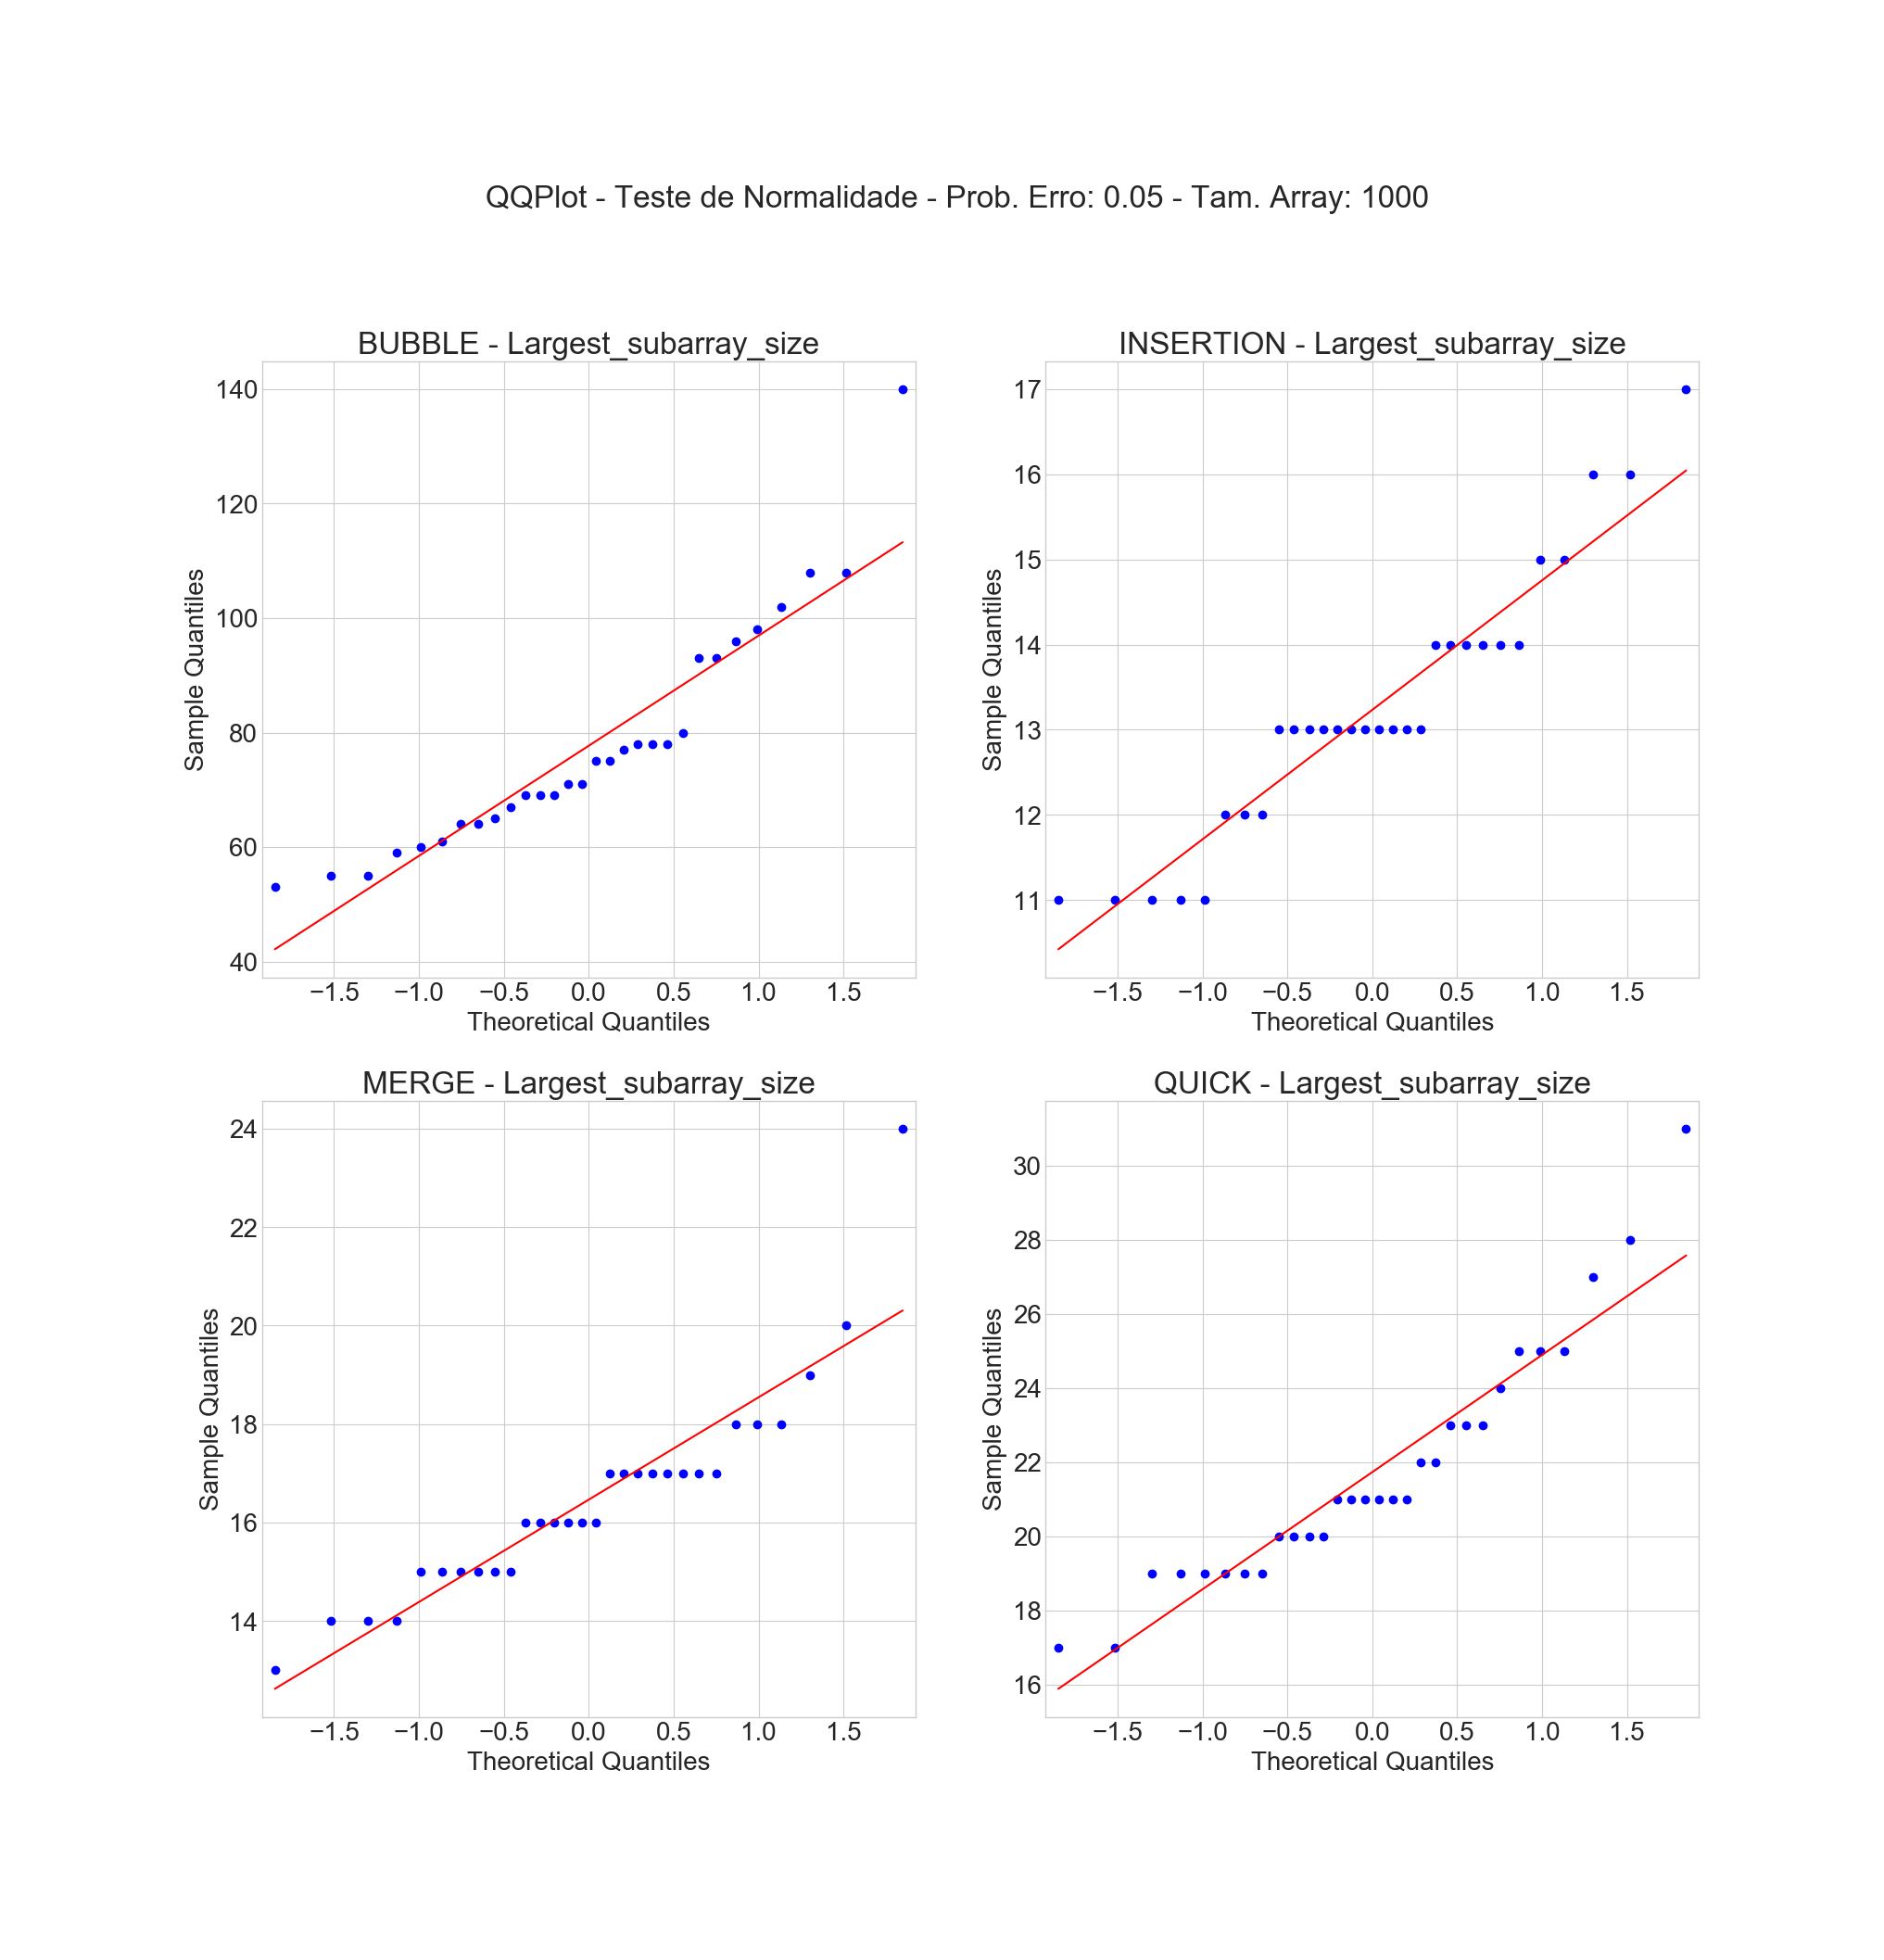 QQPlot - Teste de Normalidade - Prob. Erro: 0.05 - Tam. Array: 1000
BUBBLE - Largest_subarray_size
140
120
100
80
60
40
Sample Quantiles
−1.5 −1.0 −0.5 0.0 0.5 1.0 1.5
Theoretical Quantiles
INSERTION - Largest_subarray_size
17
16
15
14
13
12
11
Sample Quantiles
−1.5 −1.0 −0.5 0.0 0.5 1.0 1.5
Theoretical Quantiles
MERGE - Largest_subarray_size
24
22
20
18
16
14
Sample Quantiles
−1.5 −1.0 −0.5 0.0 0.5 1.0 1.5
Theoretical Quantiles
QUICK - Largest_subarray_size
30
28
26
24
22
20
18
16
Sample Quantiles
−1.5 −1.0 −0.5 0.0 0.5 1.0 1.5
Theoretical Quantiles